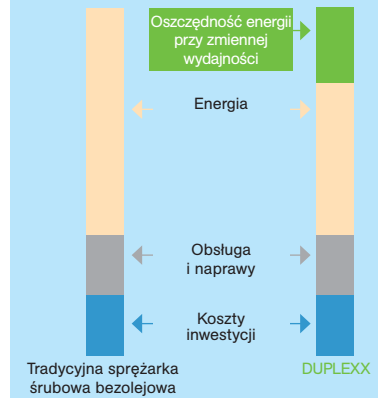 Oszczędność energii
przy zmiennej
wydajności
Energia
Obsługa
i naprawy
Koszty
inwestycji
Tradycyjna sprężarka
śrubowa bezolejowa
DUPLEXX